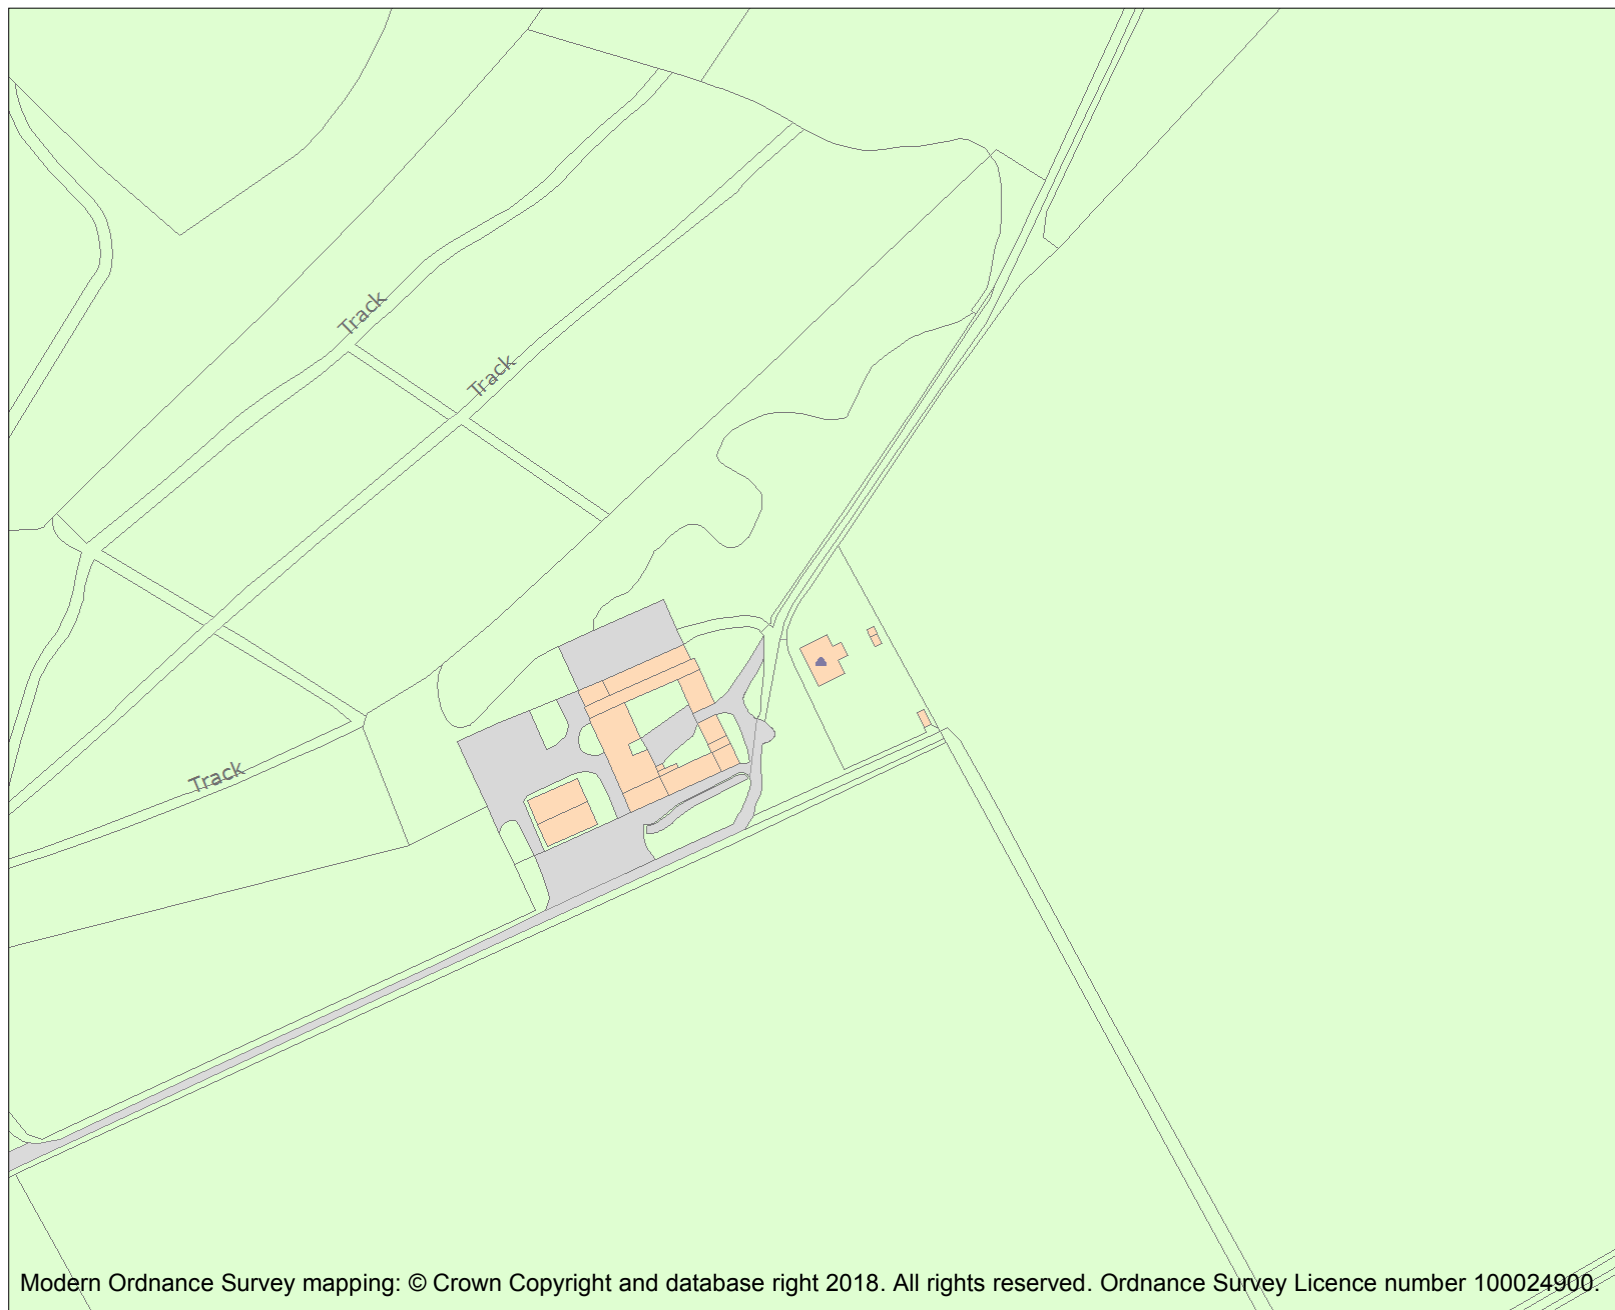 Track
Track
Track
Modern Ordnance Survey mapping: © Crown Copyright and database right 2018. All rights reserved. Ordnance Survey Licence number 100024900.